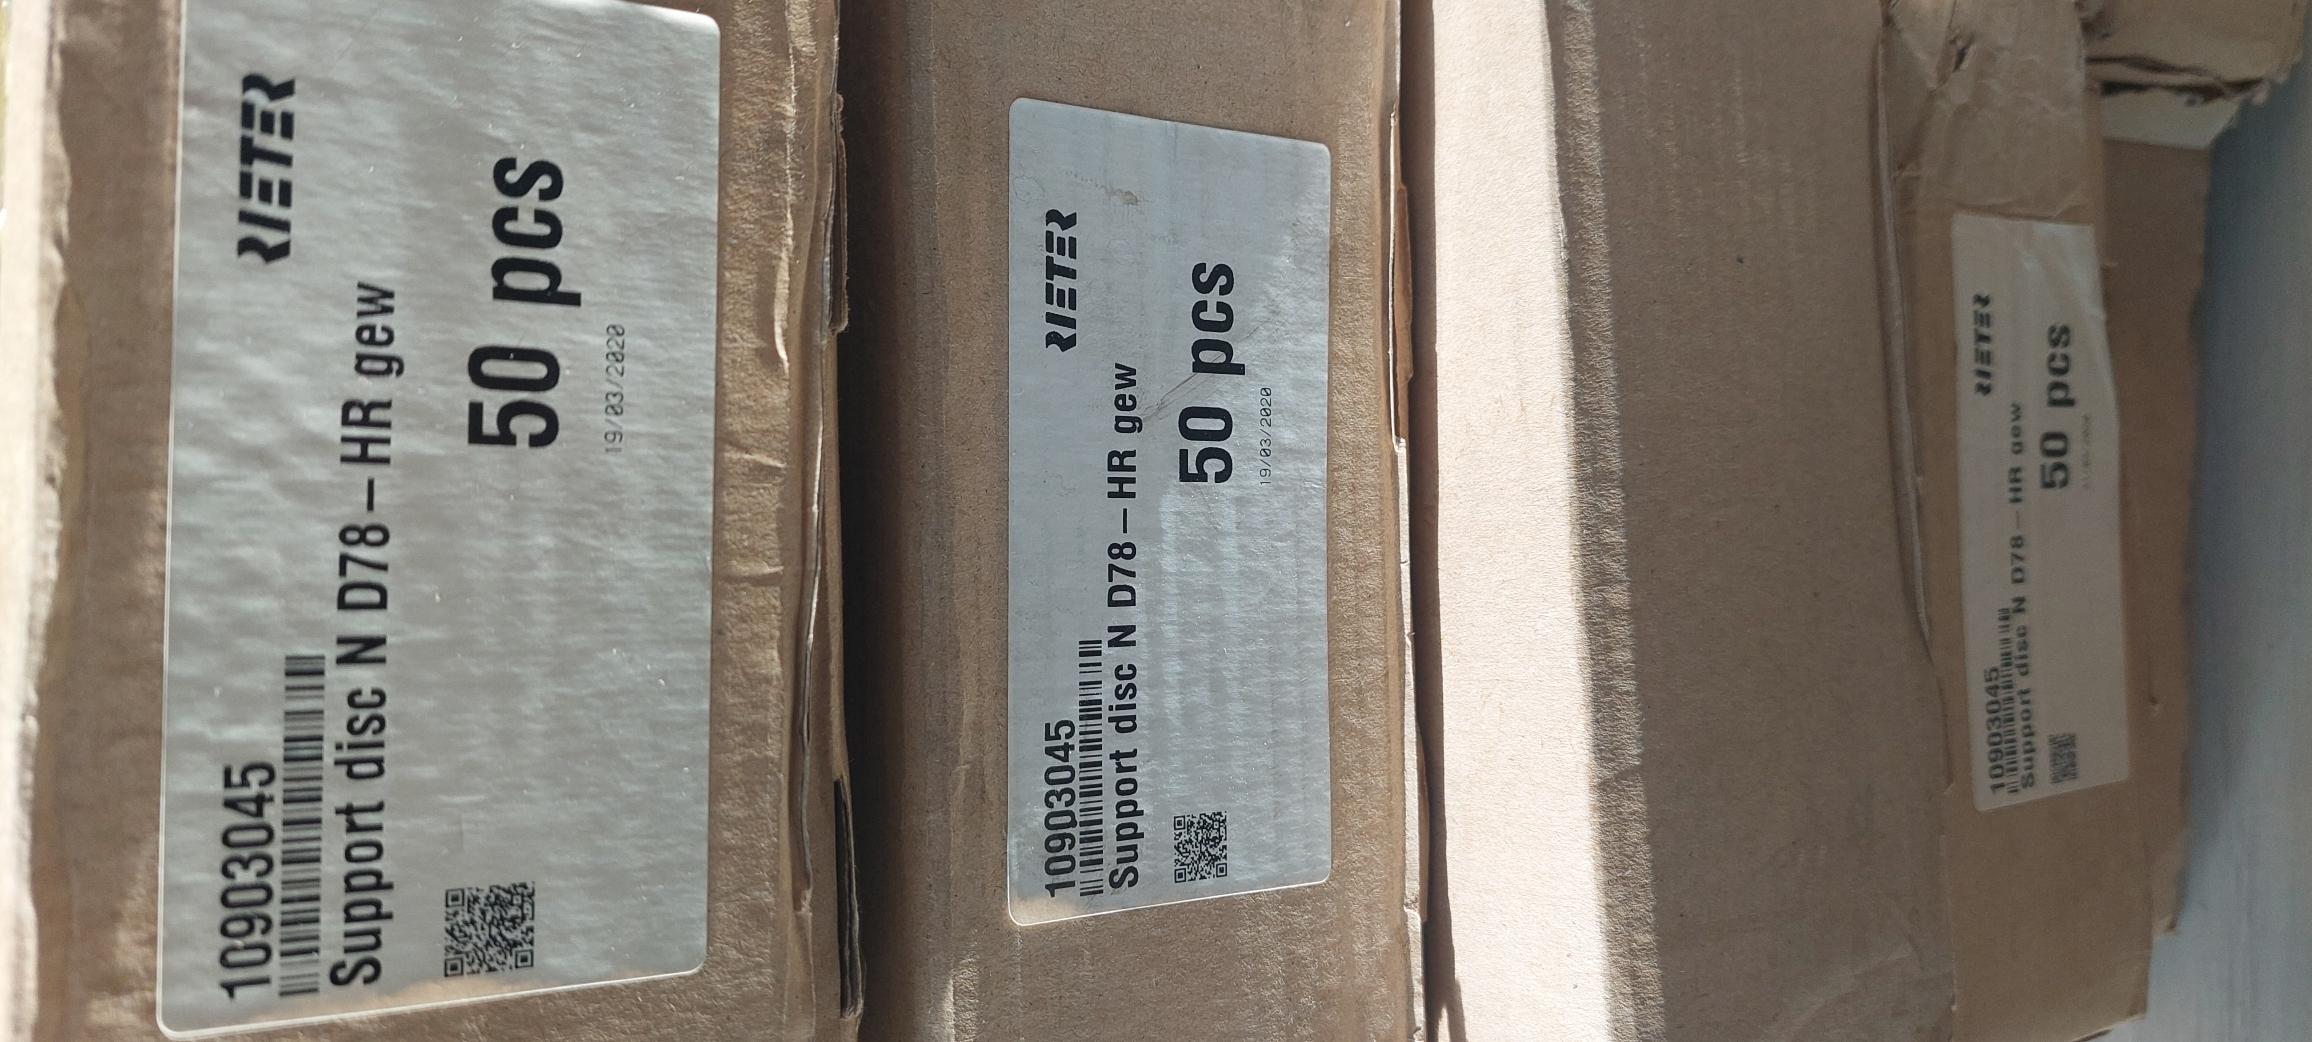 RIETER
10903045
Support disc N D78-HR gew
50 pcs
19/03/2020
RIETER
10903045
Support disc N D78-HR gew
50 pcs
19/03/2020
RIETER
10903045
Support disc N D78-HR gew
50 pcs